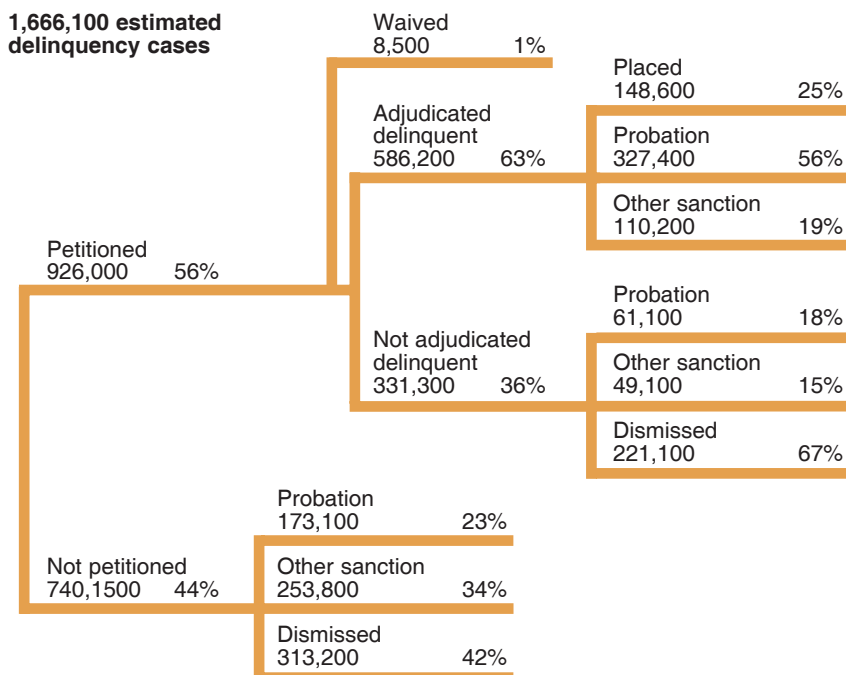 1,666,100 estimated
delinquency cases
Waived
8,500 1%
Placed
148,600 25%
Adjudicated
delinquent
586,200 63%
Probation
327,400 56%
Other sanction
110,200 19%
Petitioned
926,000 56%
Probation
61,100 18%
Not adjudicated
delinquent
331,300 36%
Other sanction
49,100 15%
Dismissed
221,100 67%
Probation
173,100 23%
Not petitioned
740,1500 44%
Other sanction
253,800 34%
Dismissed
313,200 42%